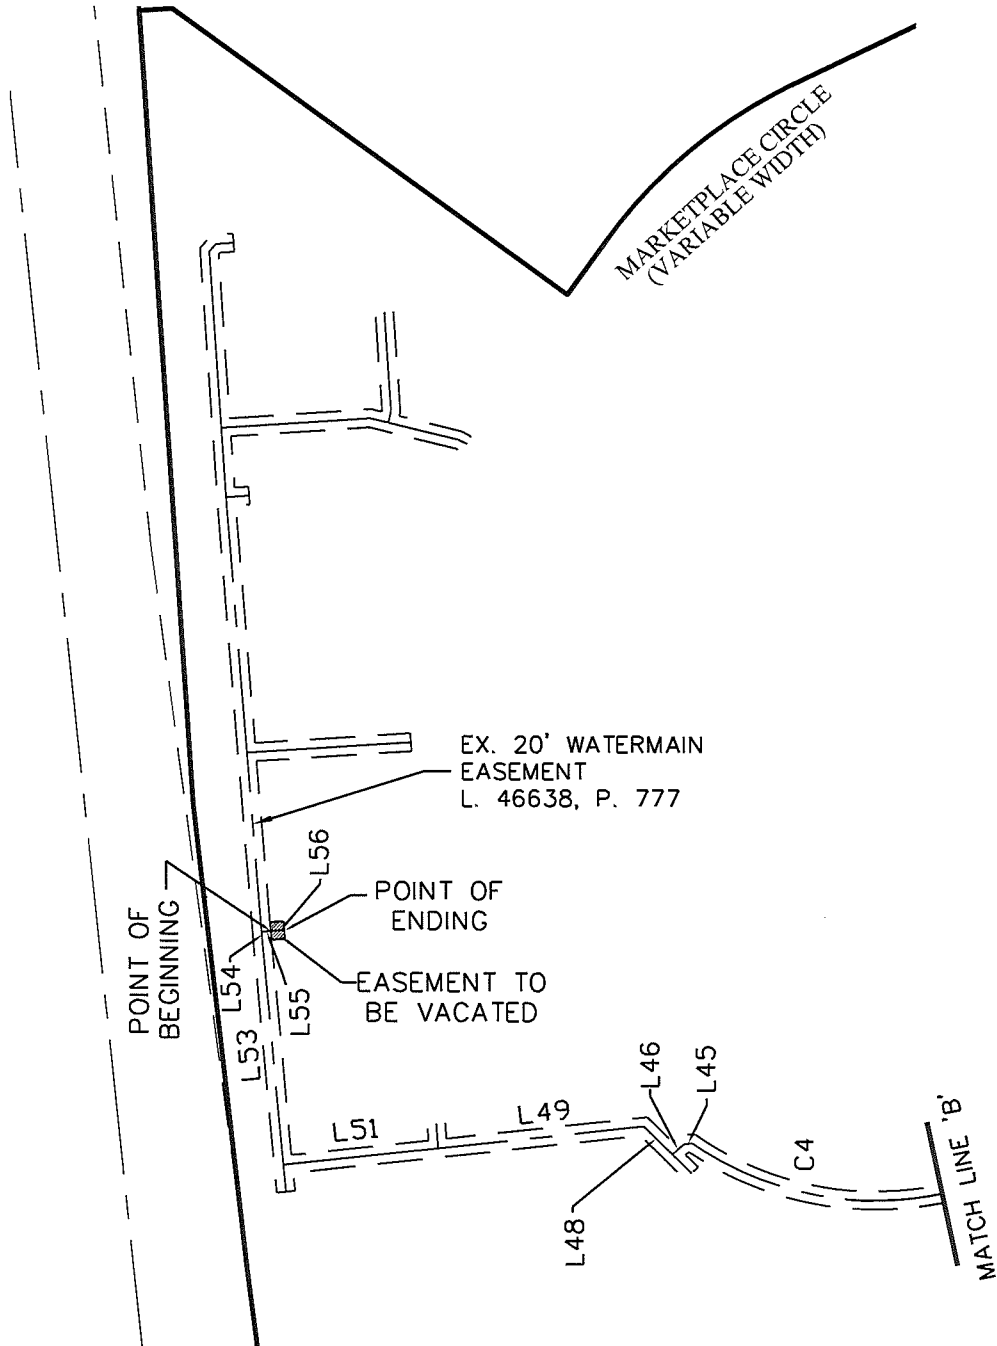 MARKETPLACE CIRCLE
(VARIABLE WIDTH)
EX. 20' WATERMAIN
EASEMENT
L. 46638, P. 777
L56
POINT OF
ENDING
POINT OF
BEGINNING
L54
L55
EASEMENT TO
BE VACATED
L53
L51
L49
L46
L45
L48
C4
MATCH LINE 'B'